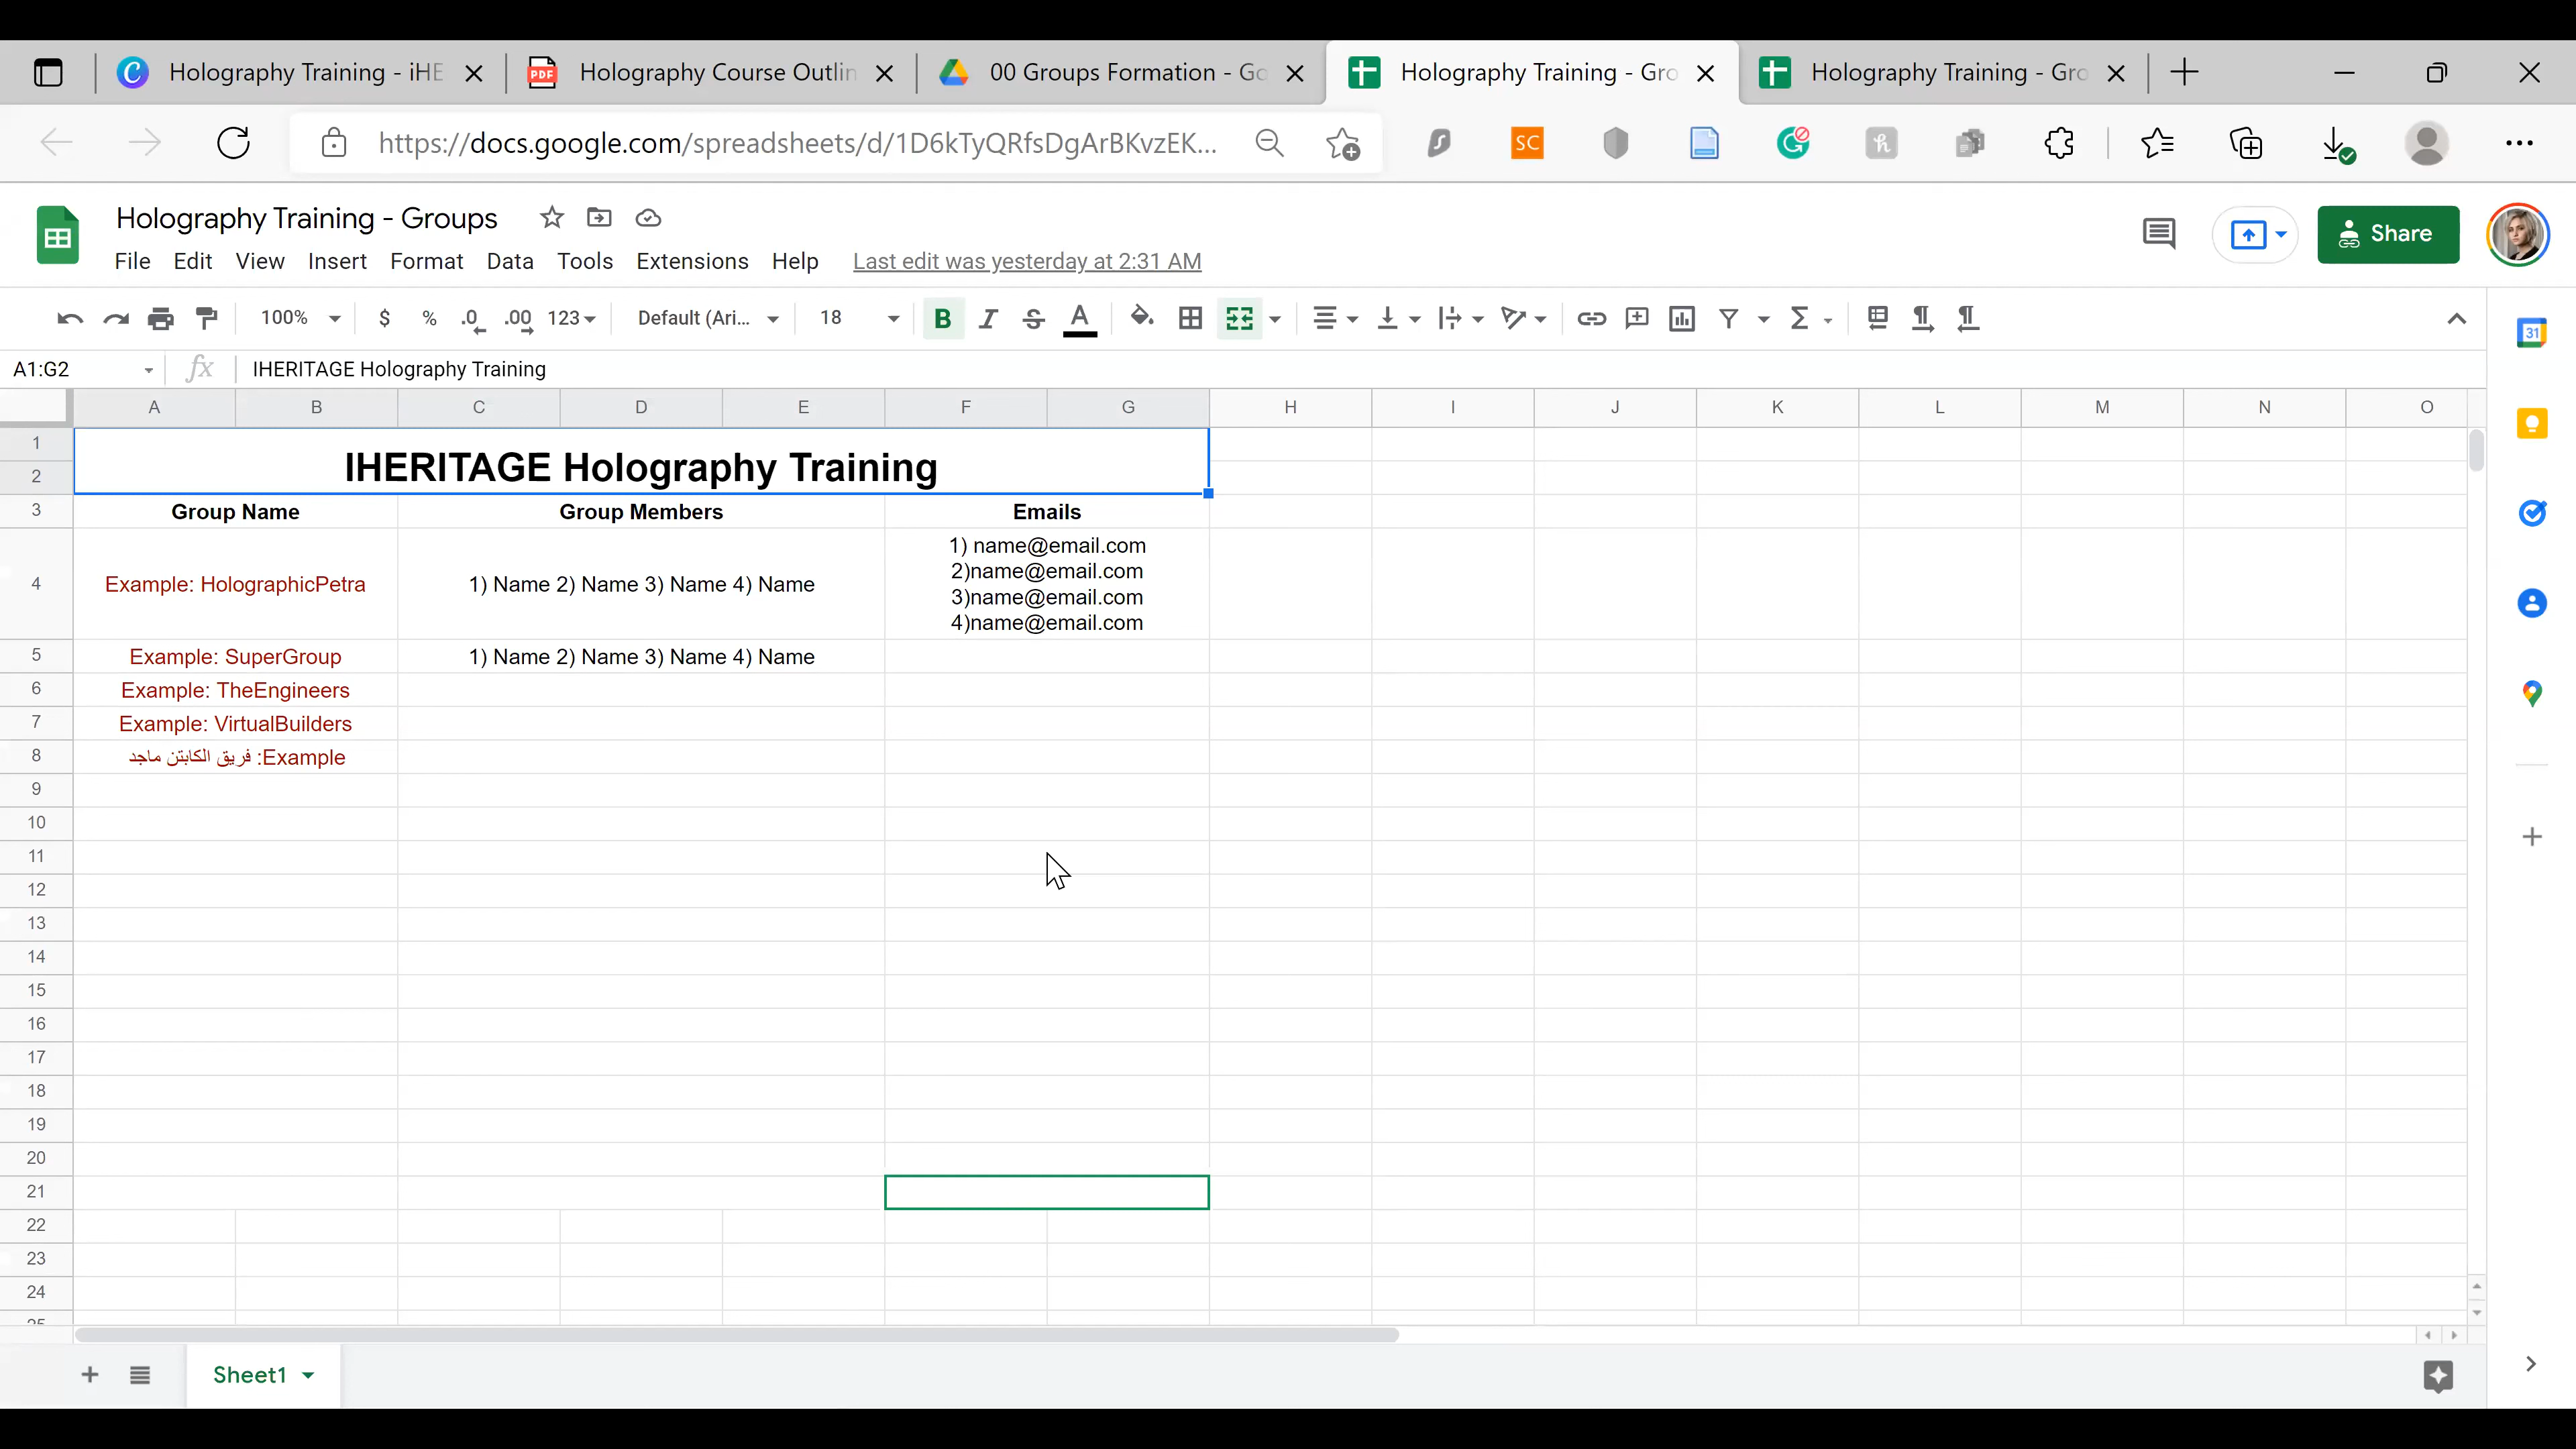 Holography Training - iHE
Holography Course Outlin
00 Groups Formation - Go
Holography Training - Gro
Holography Training - Gro
https://docs.google.com/spreadsheets/d/1D6kTyQRfsDgArBKvzEK...
Holography Training - Groups
File Edit View Insert Format Data Tools Extensions Help Last edit was yesterday at 2:31 AM
Share
100% $ % .0 .00 123 Default (Ari... 18 B
A1:G2 fx IHERITAGE Holography Training
A B C D E F G H I J K L M N O
1
2
IHERITAGE Holography Training
3 Group Name Group Members Emails
4 Example: HolographicPetra 1) Name 2) Name 3) Name 4) Name
1) name@email.com
2)name@email.com
3)name@email.com
4)name@email.com
5 Example: SuperGroup 1) Name 2) Name 3) Name 4) Name
6 Example: TheEngineers
7 Example: VirtualBuilders
8 Example: فريق الكابتن ماجد
9
10
11
12
13
14
15
16
17
18
19
20
21
22
23
24
25
Sheet1